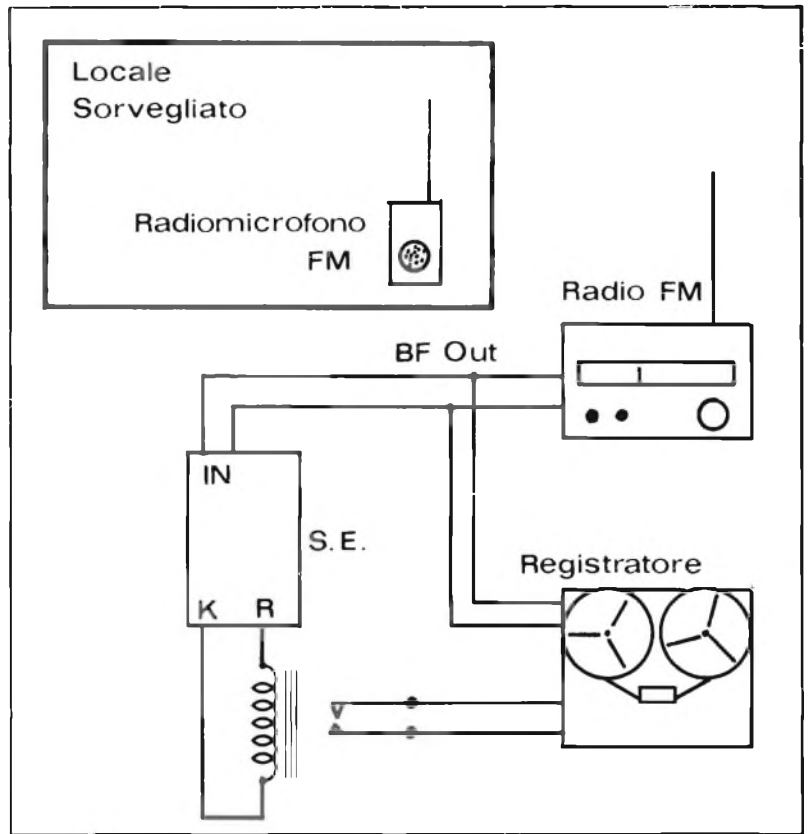 Locale
Sorvegliato
Radiomicrofono
FM
Radio FM
BF Out
IN
S.E.
Registratore
K R